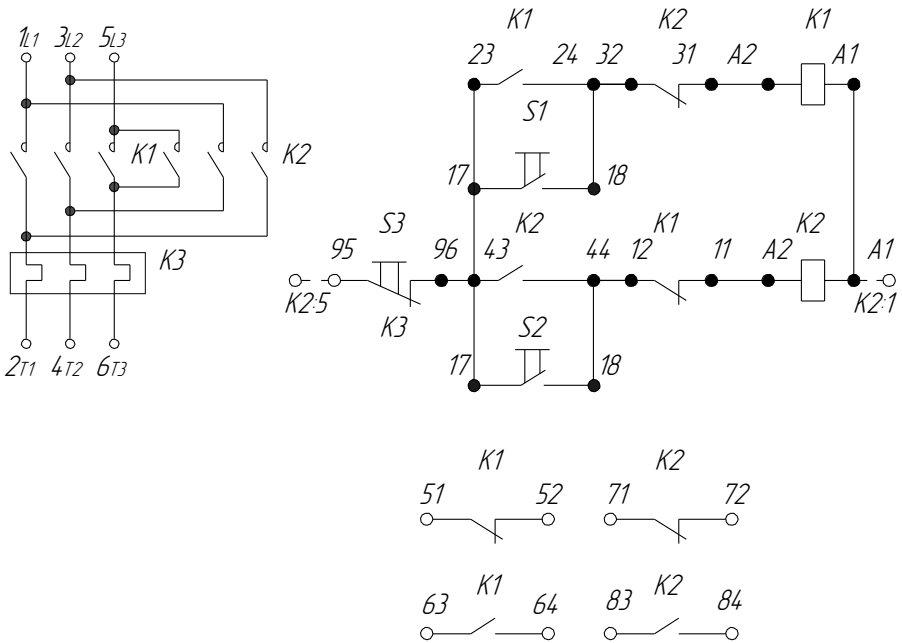 K1 K2 K1
1L1 3L2 5L3
23 24 32 31 A2 A1
S1
K1 K2
17 18
S3 K2 K1 K2
K3 95 96 43 44 12 11 A2 A1
K2:5 K2:1
K3 S2
2T1 4T2 6T3
17 18
K1 K2
51 52 71 72
K1 K2
63 64 83 84